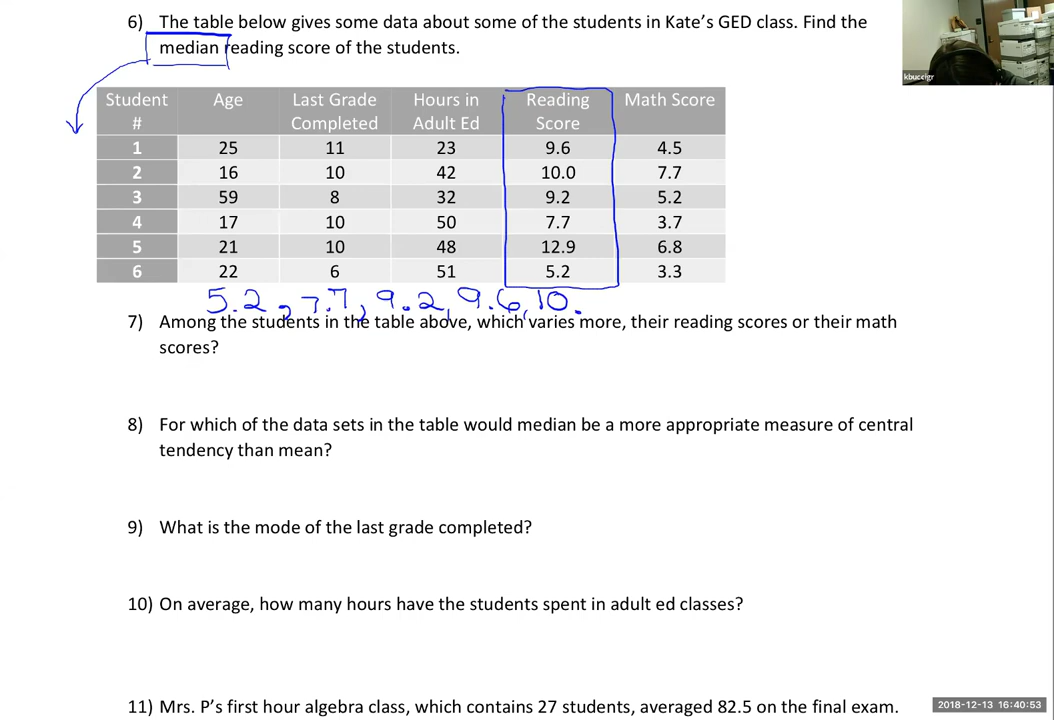 6) The table below gives some data about some of the students in Kate's GED class. Find the
median reading score of the students.
kbuccigr
Student # Age Last Grade Completed Hours in Adult Ed Reading Score Math Score
1 25 11 23 9.6 4.5
2 16 10 42 10.0 7.7
3 59 8 32 9.2 5.2
4 17 10 50 7.7 3.7
5 21 10 48 12.9 6.8
6 22 6 51 5.2 3.3
5.2, 7.7, 9.2, 9.6, 10.
7) Among the students in the table above, which varies more, their reading scores or their math
scores?
8) For which of the data sets in the table would median be a more appropriate measure of central
tendency than mean?
9) What is the mode of the last grade completed?
10) On average, how many hours have the students spent in adult ed classes?
11) Mrs. P's first hour algebra class, which contains 27 students, averaged 82.5 on the final exam.
2018-12-13 16:40:53